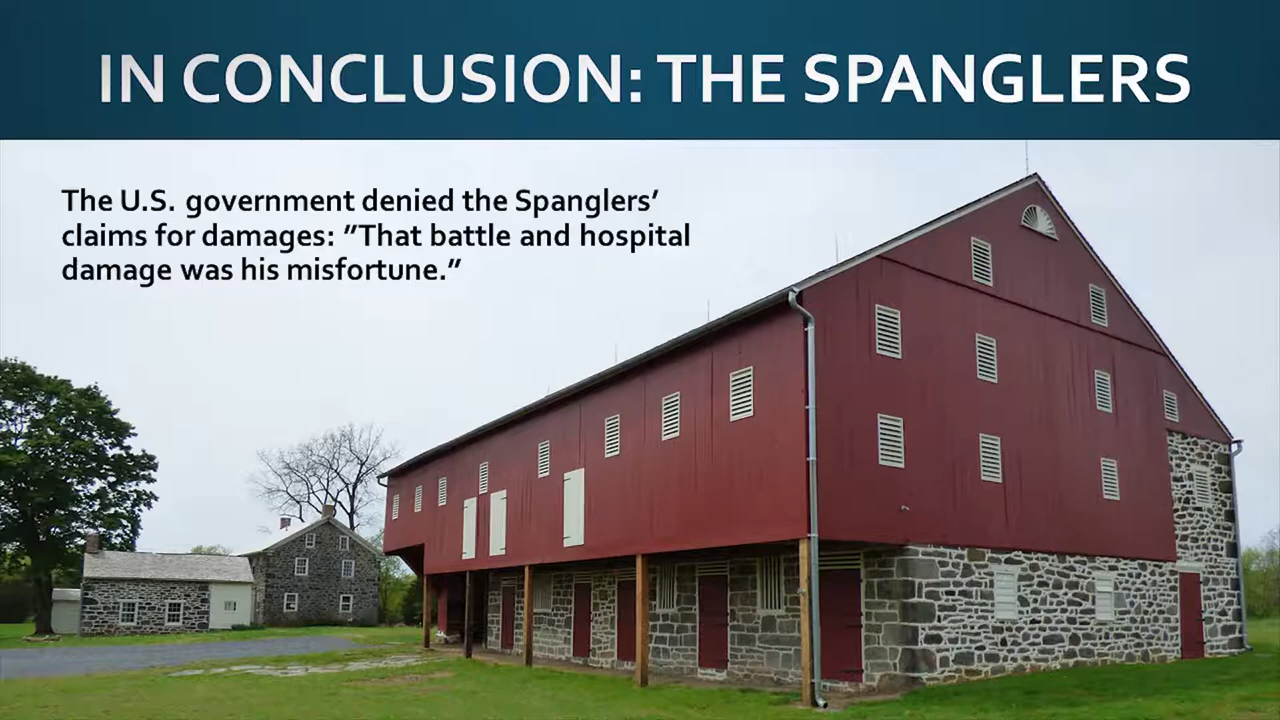 IN CONCLUSION: THE SPANGLERS
The U.S. government denied the Spanglers’
claims for damages: ”That battle and hospital
damage was his misfortune.”